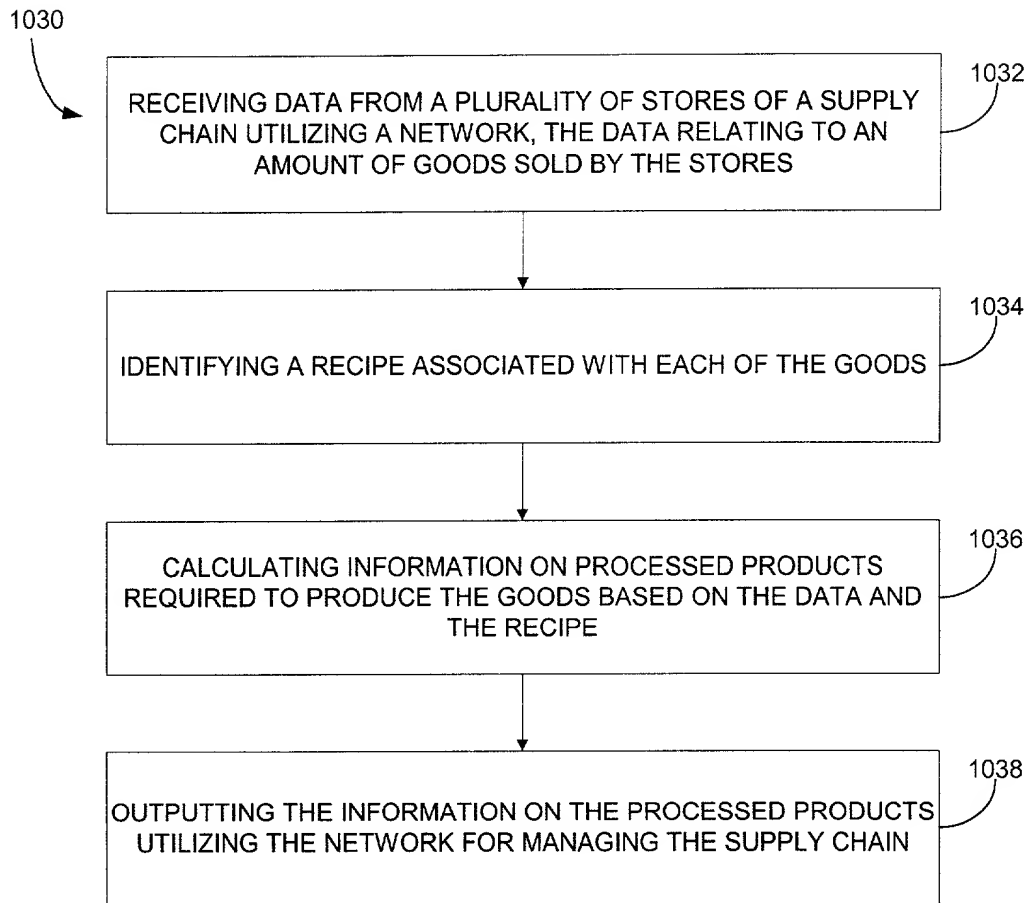 1030
1032
RECEIVING DATA FROM A PLURALITY OF STORES OF A SUPPLY
CHAIN UTILIZING A NETWORK, THE DATA RELATING TO AN
AMOUNT OF GOODS SOLD BY THE STORES
1034
IDENTIFYING A RECIPE ASSOCIATED WITH EACH OF THE GOODS
1036
CALCULATING INFORMATION ON PROCESSED PRODUCTS
REQUIRED TO PRODUCE THE GOODS BASED ON THE DATA AND
THE RECIPE
1038
OUTPUTTING THE INFORMATION ON THE PROCESSED PRODUCTS
UTILIZING THE NETWORK FOR MANAGING THE SUPPLY CHAIN